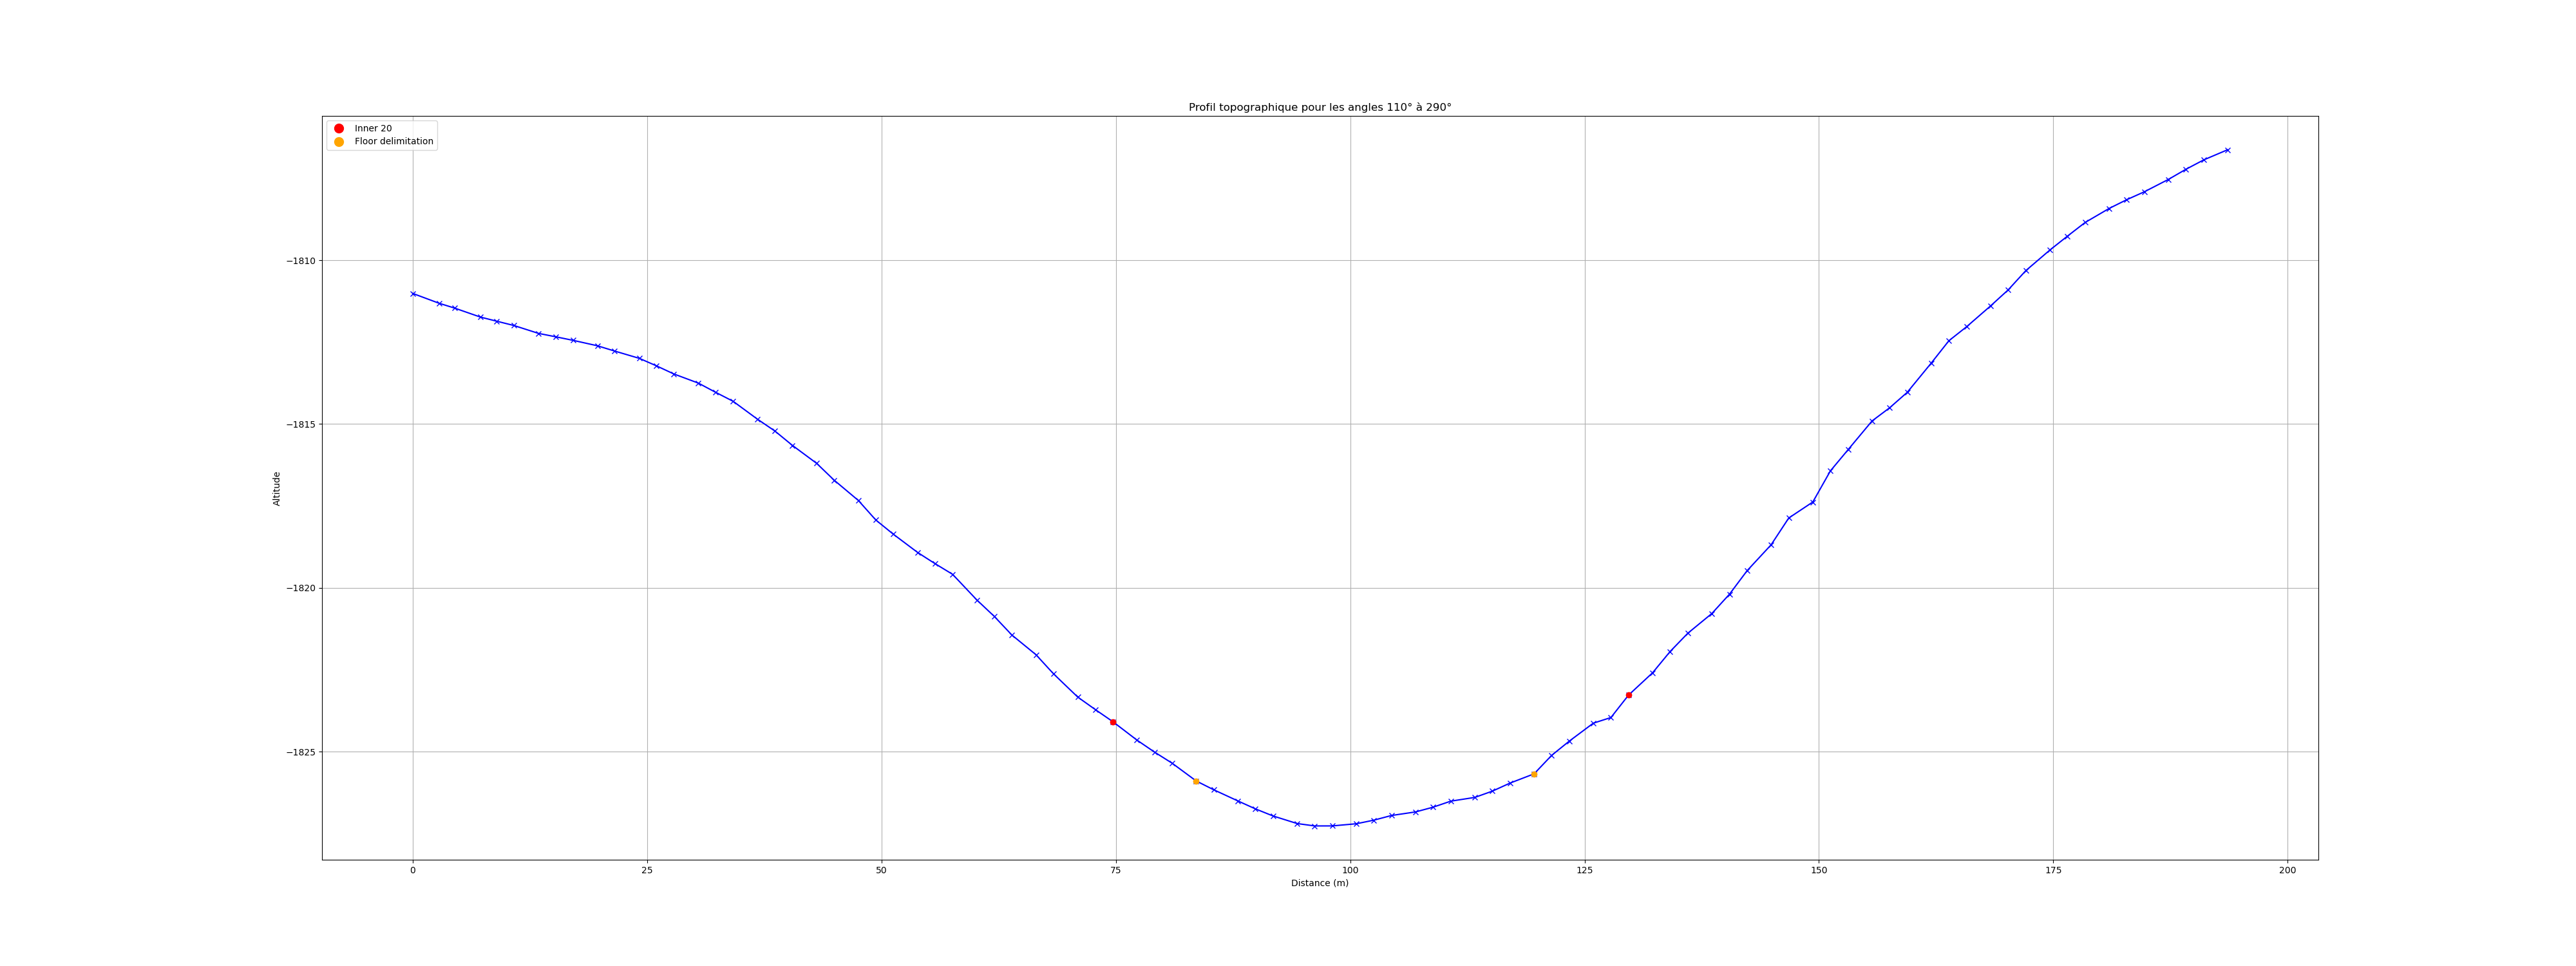 Profil topographique pour les angles 110° à 290°
Inner 20
Floor delimitation
Altitude
−1810
−1815
−1820
−1825
0 25 50 75 100 125 150 175 200
Distance (m)